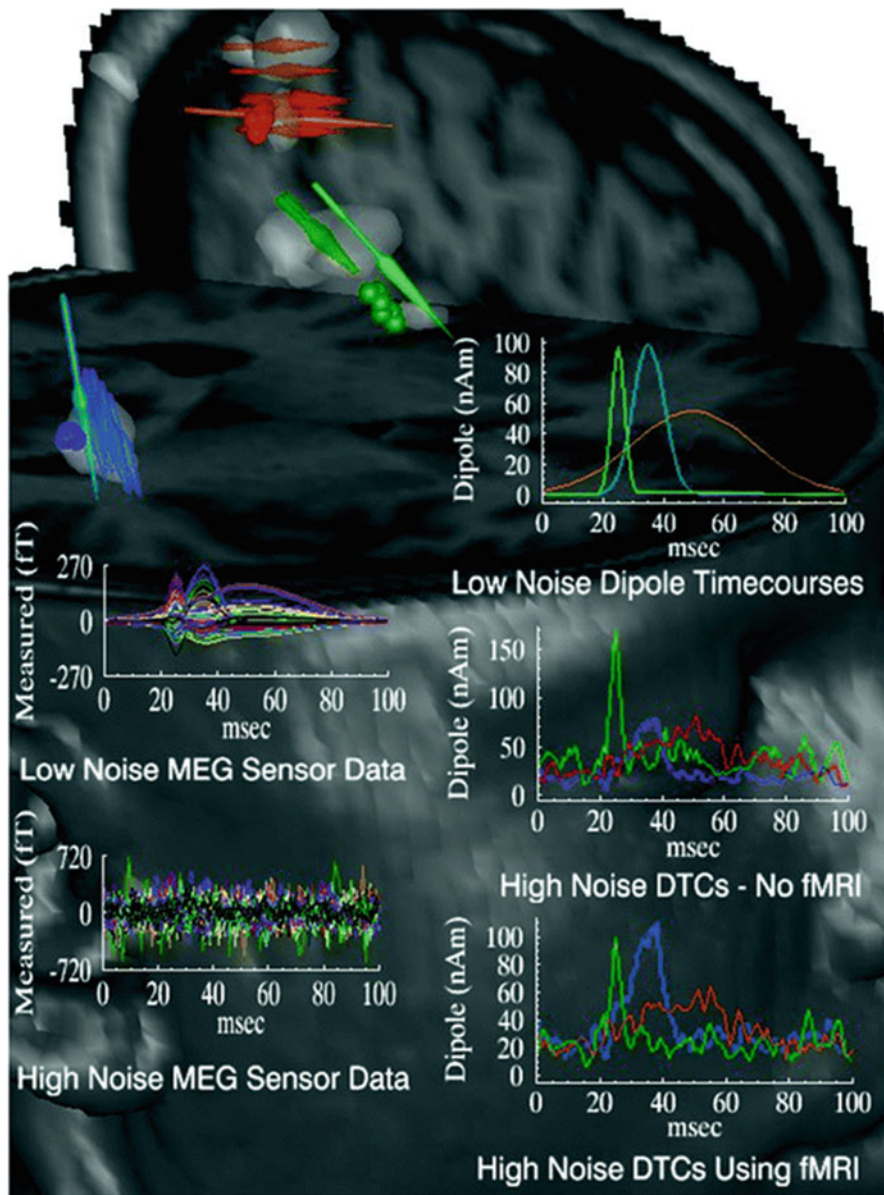 Dipole (nAm)
100
80
60
40
20
0
0 20 40 60 80 100
msec
Low Noise Dipole Timecourses
Measured (fT)
270
0
-270
0 20 40 60 80 100
msec
Low Noise MEG Sensor Data
Dipole (nAm)
150
100
50
0
0 20 40 60 80 100
msec
High Noise DTCs - No fMRI
Measured (fT)
720
0
-720
0 20 40 60 80 100
msec
High Noise MEG Sensor Data
Dipole (nAm)
100
80
60
40
20
0
0 20 40 60 80 100
msec
High Noise DTCs Using fMRI